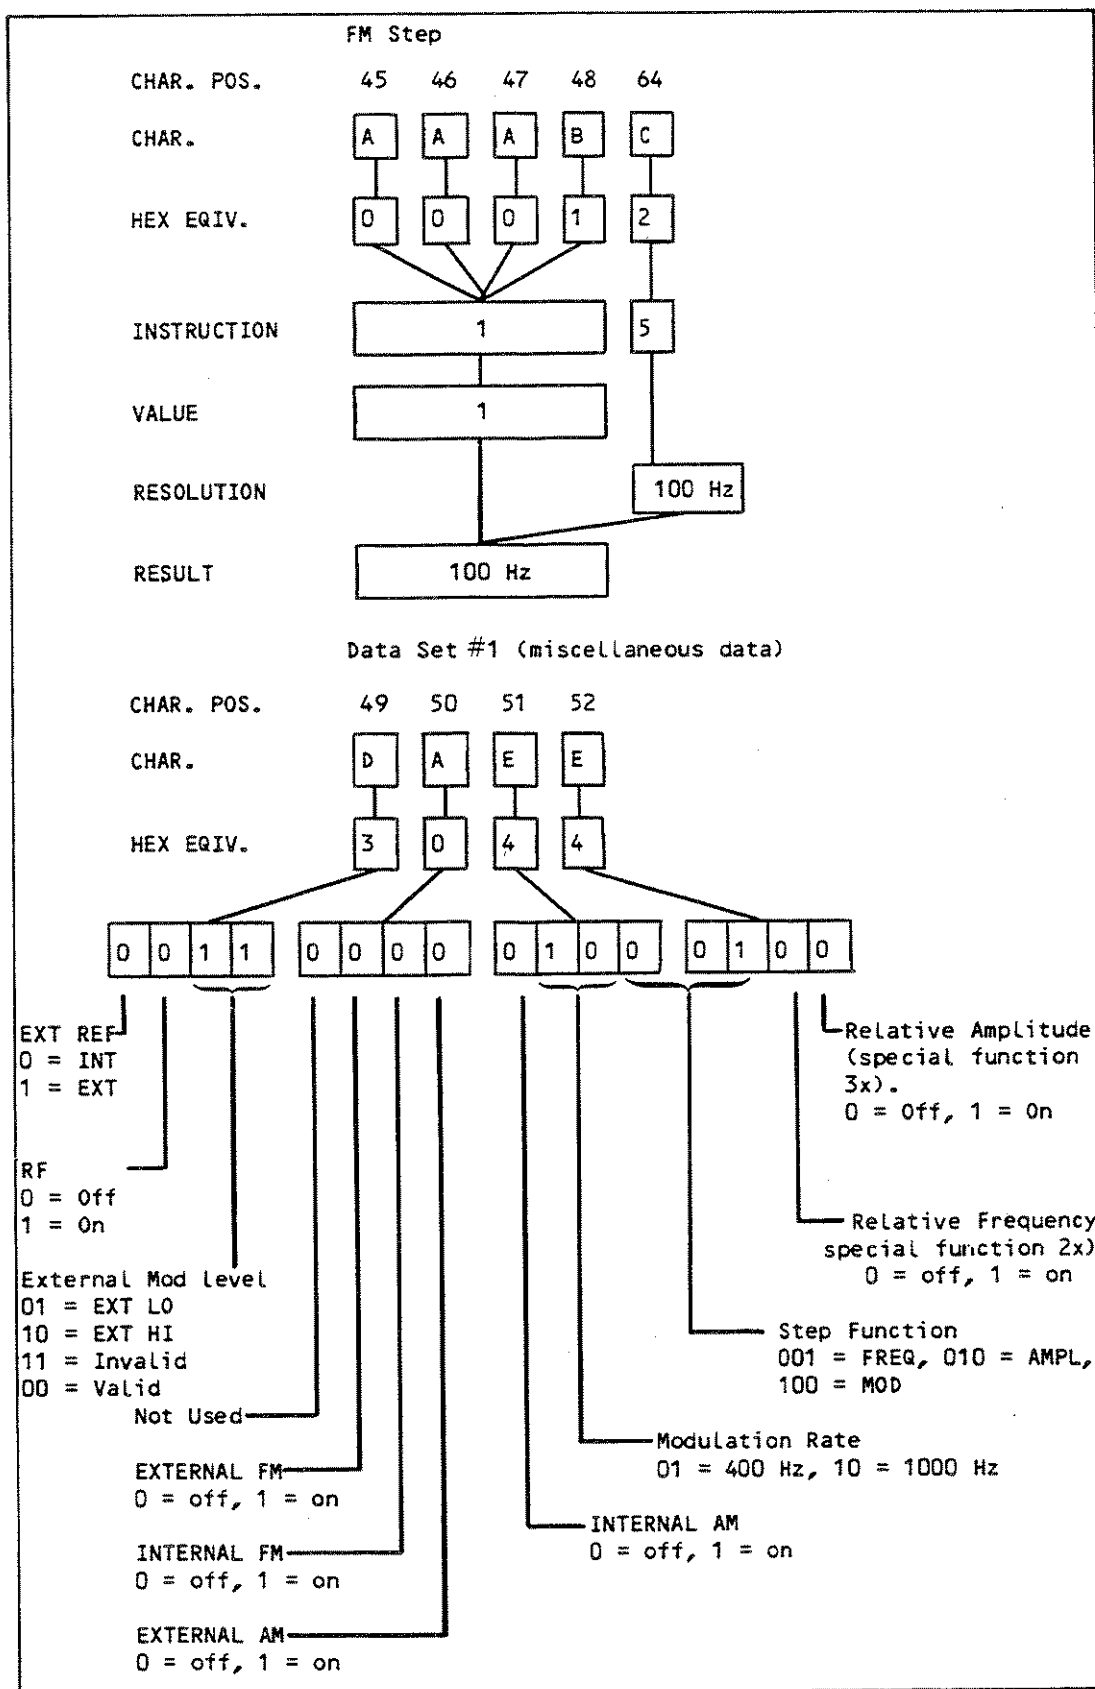 FM Step
CHAR. POS. 45 46 47 48 64
CHAR. A A A B C
HEX EQIV. 0 0 0 1 2
INSTRUCTION 1 5
VALUE 1
RESOLUTION 100 Hz
RESULT 100 Hz
Data Set #1 (miscellaneous data)
CHAR. POS. 49 50 51 52
CHAR. D A E E
HEX EQIV. 3 0 4 4
0 0 1 1 0 0 0 0 0 1 0 0 0 1 0 0
EXT REF
0 = INT
1 = EXT
Relative Amplitude
(special function
3x).
0 = Off, 1 = On
RF
0 = Off
1 = On
Relative Frequency
special function 2x)
0 = off, 1 = on
External Mod Level
01 = EXT LO
10 = EXT HI
11 = Invalid
00 = Valid
Step Function
001 = FREQ, 010 = AMPL,
100 = MOD
Not Used
Modulation Rate
01 = 400 Hz, 10 = 1000 Hz
EXTERNAL FM
0 = off, 1 = on
INTERNAL AM
0 = off, 1 = on
INTERNAL FM
0 = off, 1 = on
EXTERNAL AM
0 = off, 1 = on